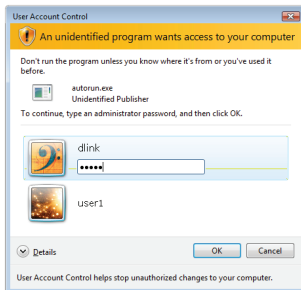 User Account Control
An unidentified program wants access to your computer
Don't run the program unless you know where it's from or you've used it
before.
autorun.exe
Unidentified Publisher
To continue, type an administrator password, and then click OK.
dlink
•••••
user1
Details
OK
Cancel
User Account Control helps stop unauthorized changes to your computer.